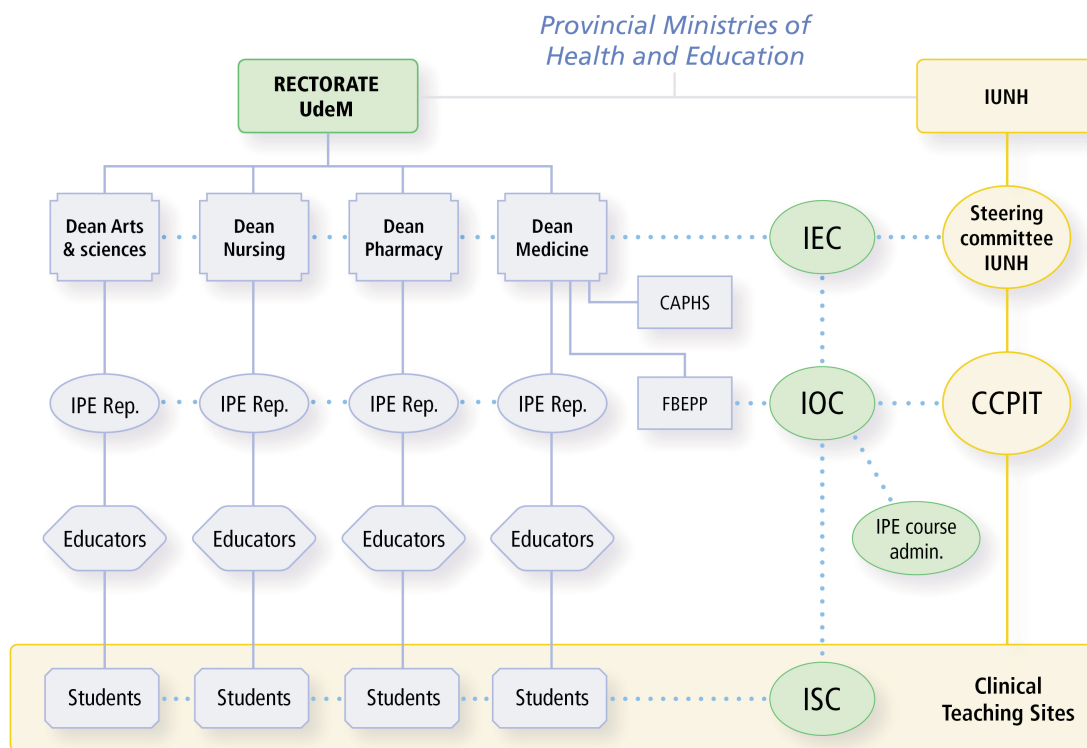 Provincial Ministries of
Health and Education
RECTORATE
UdeM
IUNH
Dean Arts
& sciences
Dean
Nursing
Dean
Pharmacy
Dean
Medicine
IEC
Steering
committee
IUNH
CAPHS
IPE Rep.
IPE Rep.
IPE Rep.
IPE Rep.
FBEPP
IOC
CCPIT
Educators
Educators
Educators
Educators
IPE course
admin.
Students
Students
Students
Students
ISC
Clinical
Teaching Sites